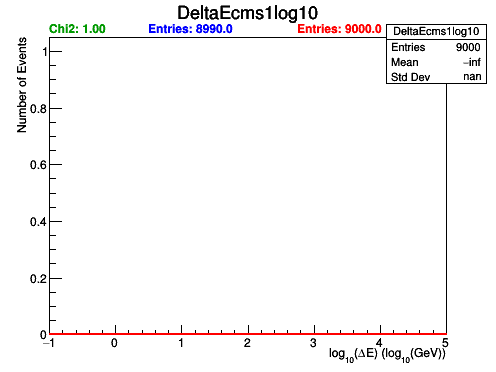 DeltaEcms1log10
Chi2: 1.00 Entries: 8990.0 Entries: 9000.0
DeltaEcms1log10
Entries 9000
Mean −inf
Std Dev nan
Number of Events
1
0.8
0.6
0.4
0.2
0
−1 0 1 2 3 4 5
log10(ΔE) (log10(GeV))